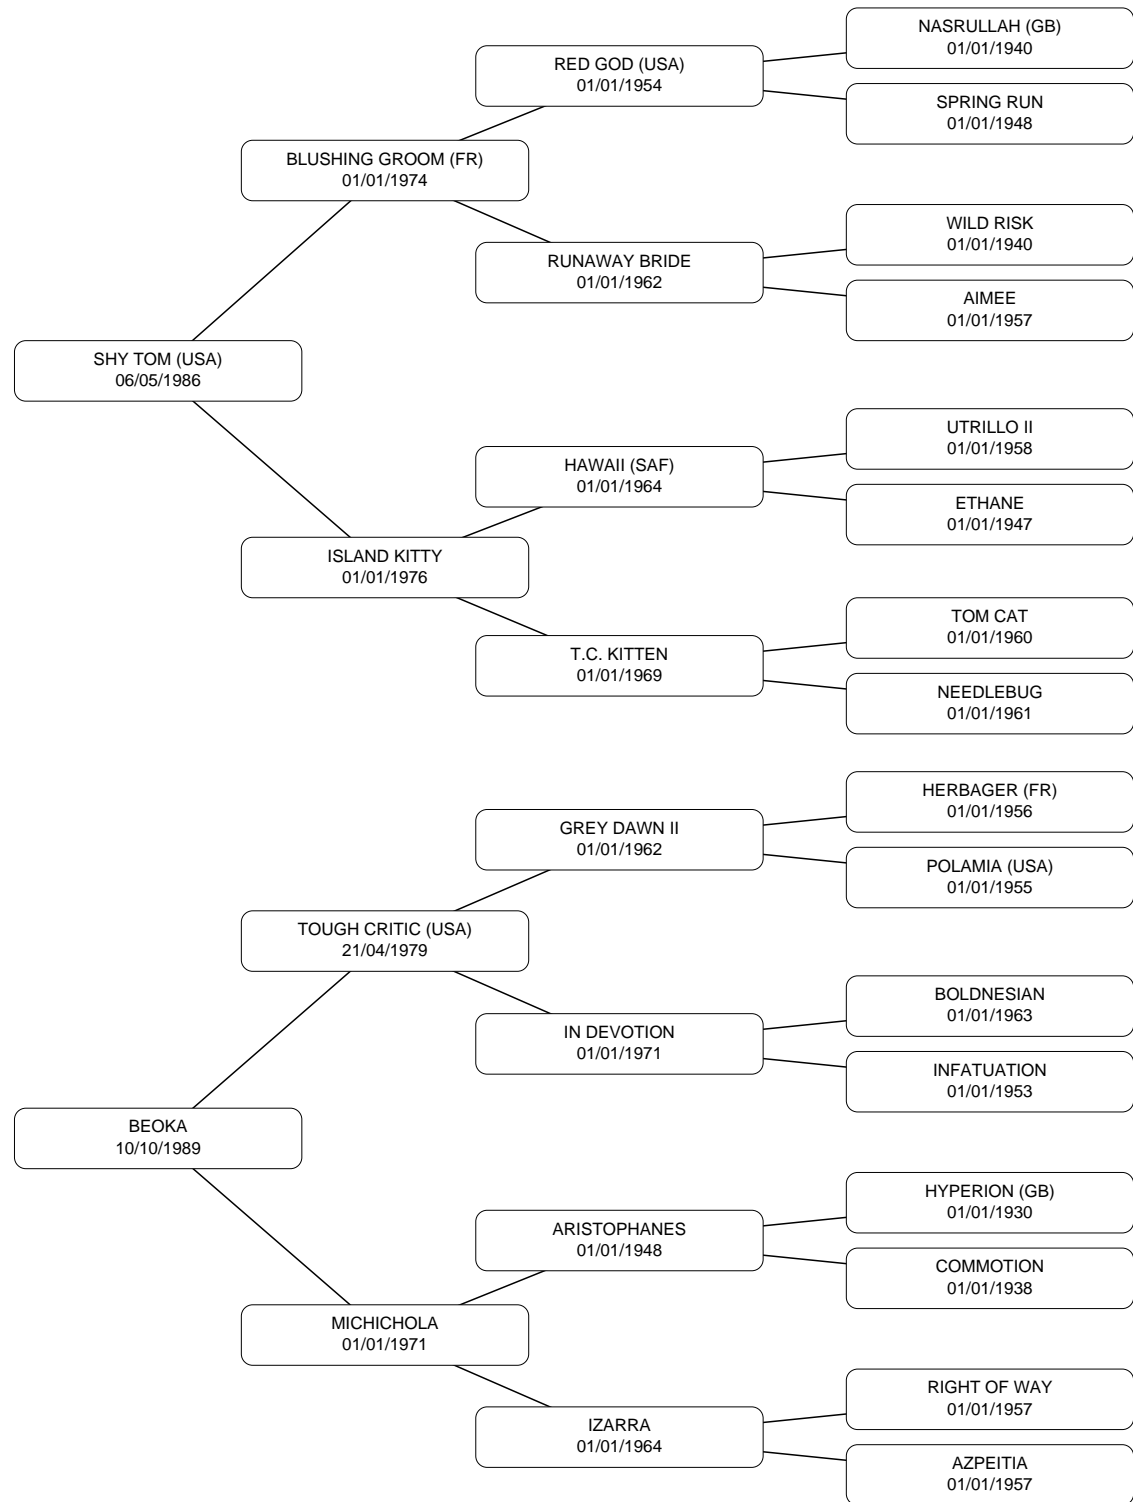 NASRULLAH (GB)
01/01/1940
RED GOD (USA)
01/01/1954
SPRING RUN
01/01/1948
BLUSHING GROOM (FR)
01/01/1974
WILD RISK
01/01/1940
RUNAWAY BRIDE
01/01/1962
AIMEE
01/01/1957
SHY TOM (USA)
06/05/1986
UTRILLO II
01/01/1958
HAWAII (SAF)
01/01/1964
ETHANE
01/01/1947
ISLAND KITTY
01/01/1976
TOM CAT
01/01/1960
T.C. KITTEN
01/01/1969
NEEDLEBUG
01/01/1961
HERBAGER (FR)
01/01/1956
GREY DAWN II
01/01/1962
POLAMIA (USA)
01/01/1955
TOUGH CRITIC (USA)
21/04/1979
BOLDNESIAN
01/01/1963
IN DEVOTION
01/01/1971
INFATUATION
01/01/1953
BEOKA
10/10/1989
HYPERION (GB)
01/01/1930
ARISTOPHANES
01/01/1948
COMMOTION
01/01/1938
MICHICHOLA
01/01/1971
RIGHT OF WAY
01/01/1957
IZARRA
01/01/1964
AZPEITIA
01/01/1957